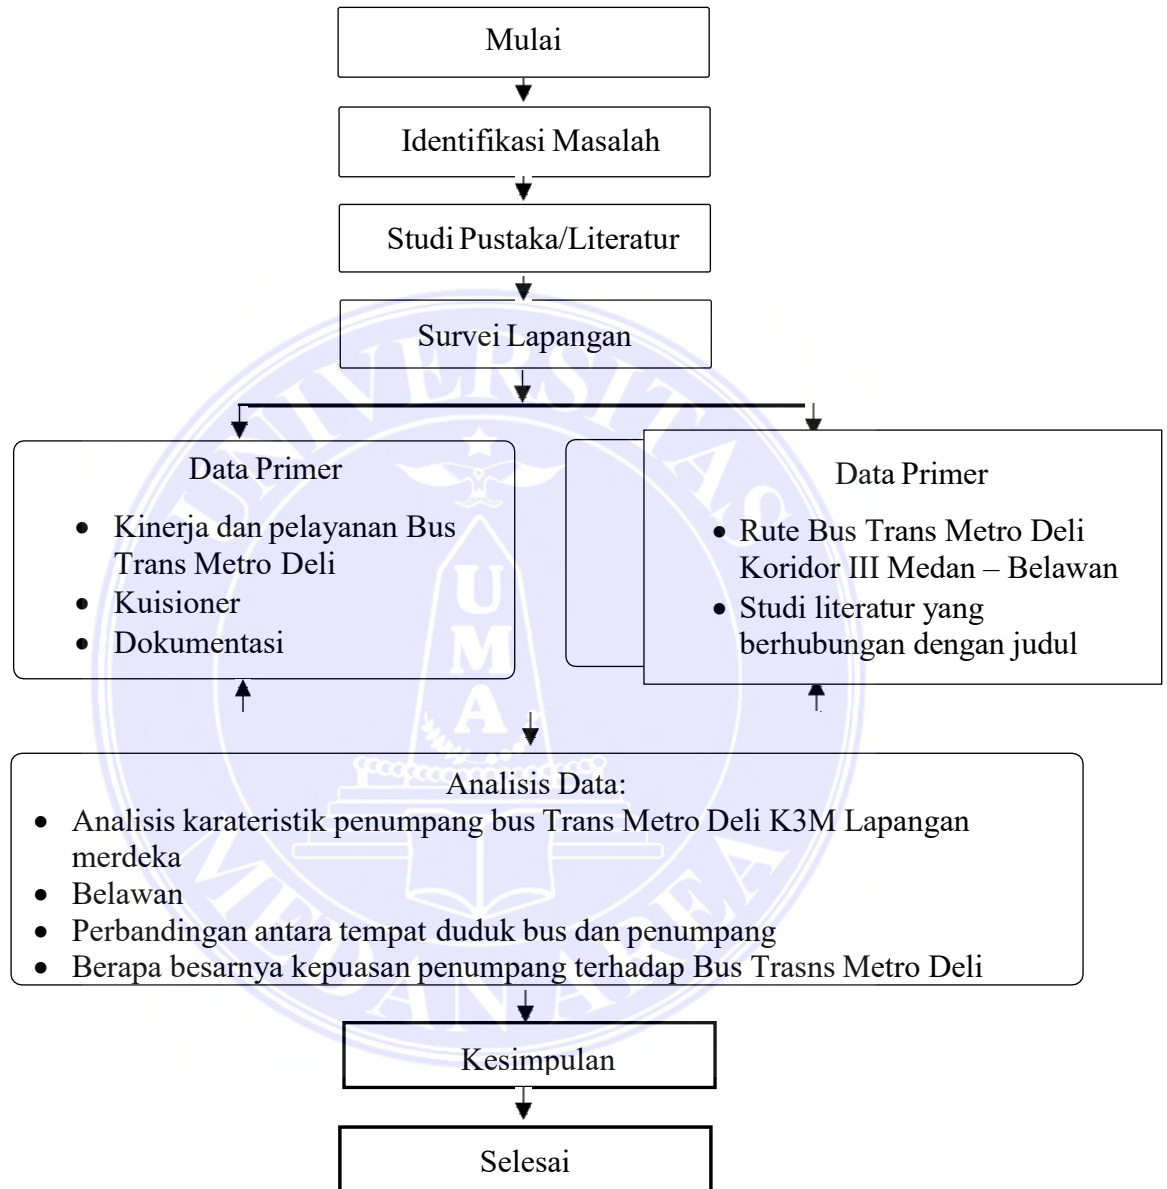 Mulai
Identifikasi Masalah
Studi Pustaka/Literatur
Survei Lapangan
Data Primer
• Kinerja dan pelayanan Bus
Trans Metro Deli
• Kuisioner
• Dokumentasi
Data Primer
• Rute Bus Trans Metro Deli
Koridor III Medan – Belawan
• Studi literatur yang
berhubungan dengan judul
Analisis Data:
• Analisis karateristik penumpang bus Trans Metro Deli K3M Lapangan
merdeka
• Belawan
• Perbandingan antara tempat duduk bus dan penumpang
• Berapa besarnya kepuasan penumpang terhadap Bus Trasns Metro Deli
Kesimpulan
Selesai
UNIVERSITAS
MEDAN AREA
U
M
A